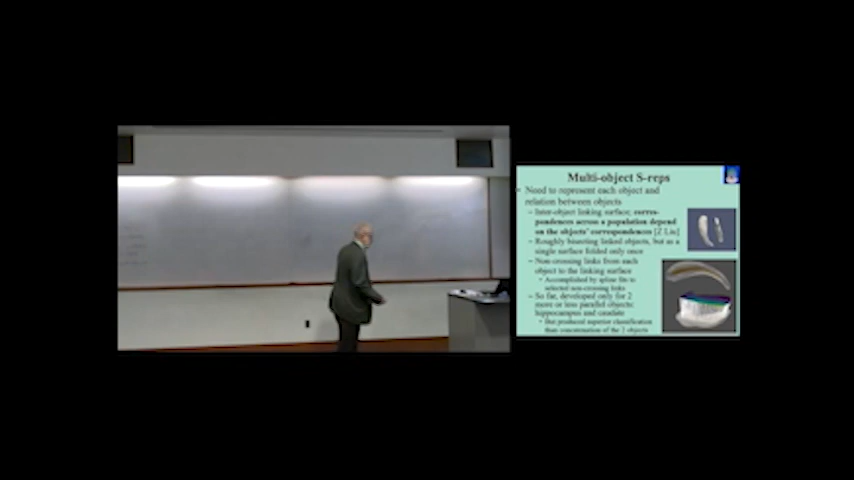 Multi-object S-reps
- Need to represent each object and
relation between objects
– Inter-object linking surface; corres-
pondences across a population depend
on the objects' correspondences [Z Liu]
– Roughly bisecting linked objects, but as a
single surface folded only once
– Non-crossing links from each
object to the linking surface
• Accomplished by spline fits to
selected non-crossing links
– So far, developed only for 2
more or less parallel objects:
hippocampus and caudate
• But produced superior classification
than concatenation of the 2 objects